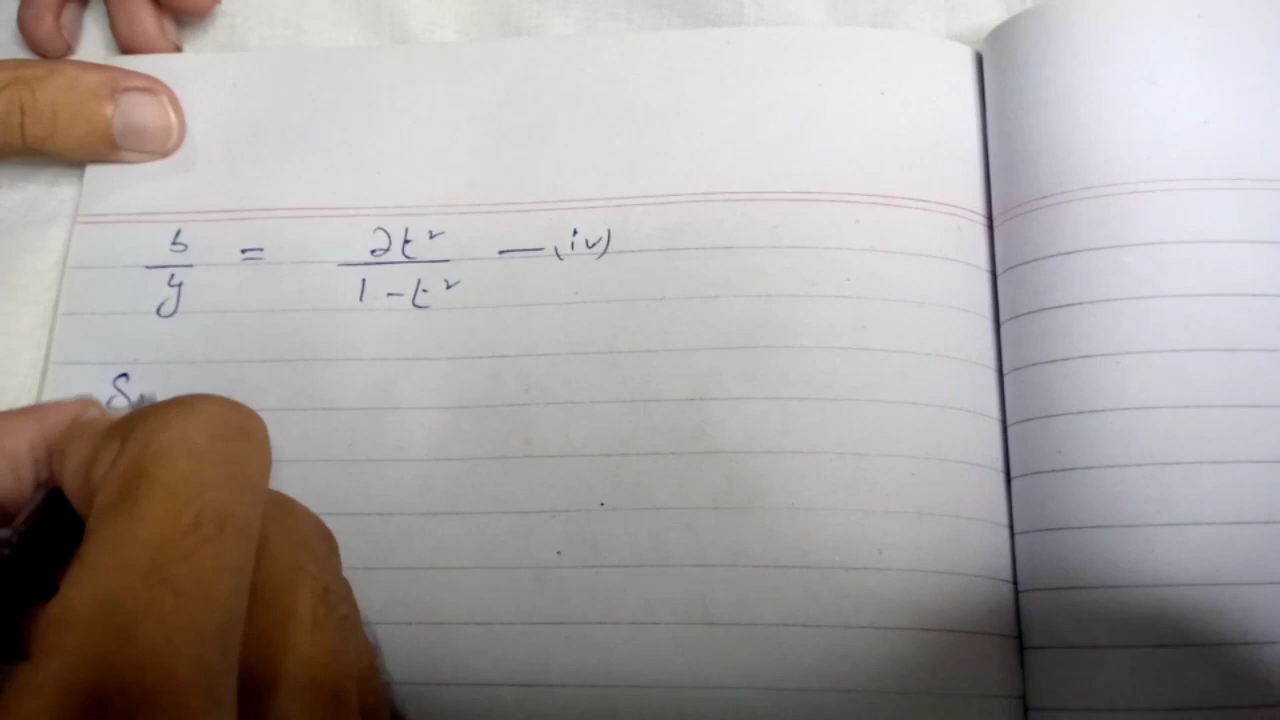 s/y = 2t²/1-t² — (iv)
S